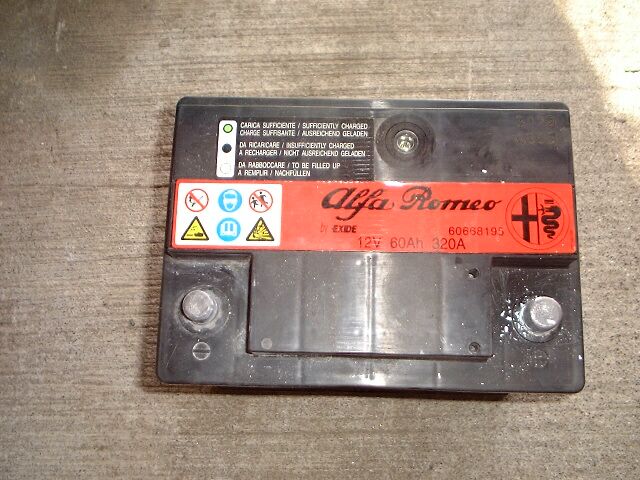 CARICA SUFFICIENTE / SUFFICIENTLY CHARGED
CHARGE SUFFISANTE / AUSREICHEND GELADEN
DA RICARICARE / INSUFFICIENTLY CHARGED
A RECHARGER / NICHT AUSREICHEND GELADEN
DA RABBOCCARE / TO BE FILLED UP
A REMPLIR / NACHFÜLLEN
Alfa Romeo
by EXIDE
60668195
12V 60Ah 320A